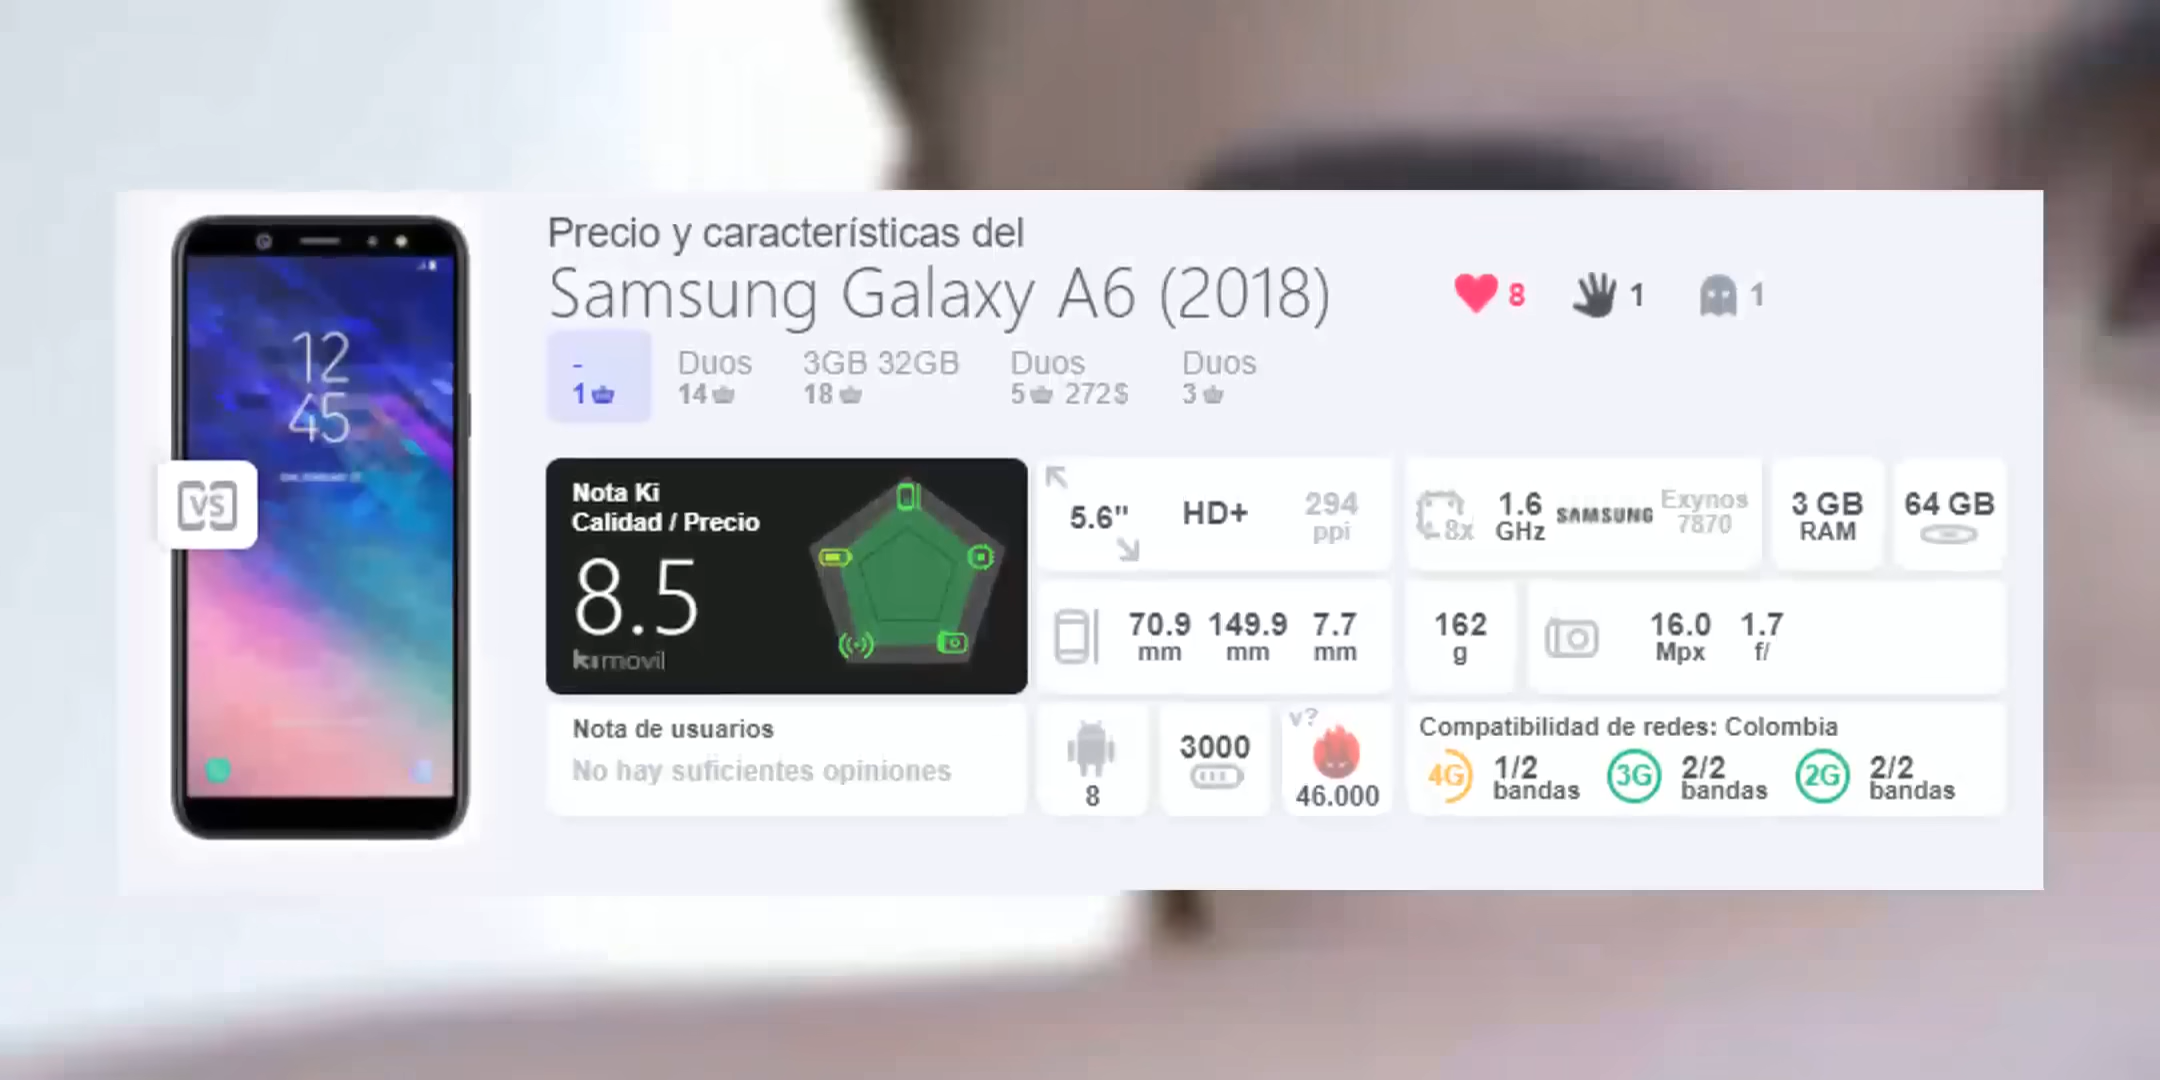 Precio y características del
Samsung Galaxy A6 (2018)
8 1 1
- Duos 3GB 32GB Duos Duos
1 14 18 5 272$ 3
12
45
VS
Nota Ki
Calidad / Precio
8.5
kimovil
5.6" HD+ 294
ppi
8x 1.6 GHz SAMSUNG Exynos 7870
3 GB
RAM
64 GB
70.9 149.9 7.7
mm mm mm
162
g
16.0 1.7
Mpx f/
Nota de usuarios
No hay suficientes opiniones
8
3000
v?
46.000
Compatibilidad de redes: Colombia
4G 1/2 bandas 3G 2/2 bandas 2G 2/2 bandas